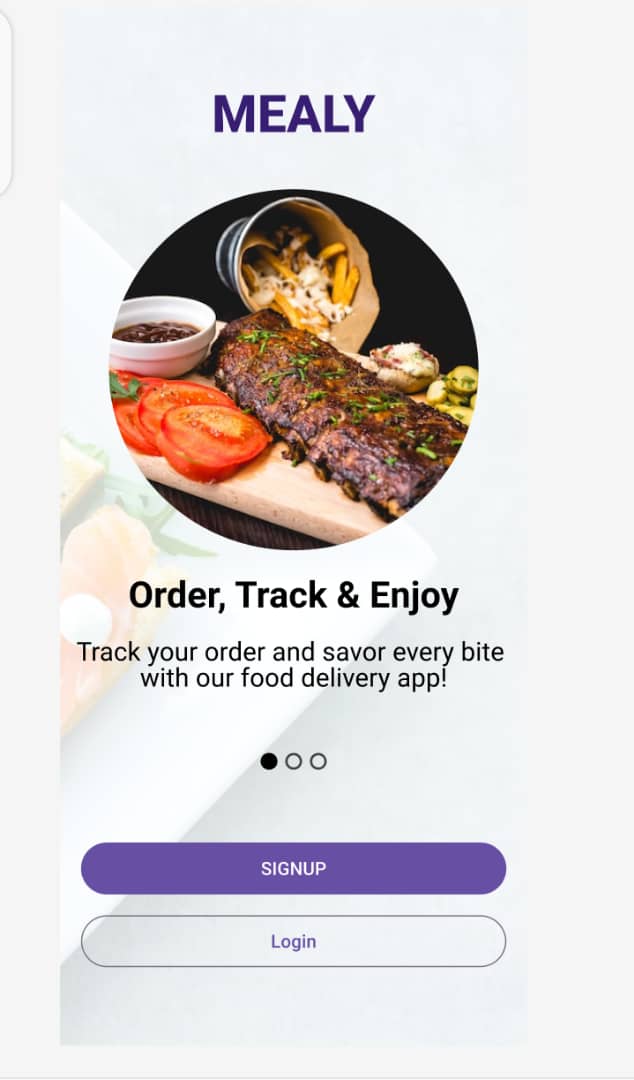 MEALY
Order, Track & Enjoy
Track your order and savor every bite
with our food delivery app!
SIGNUP
Login